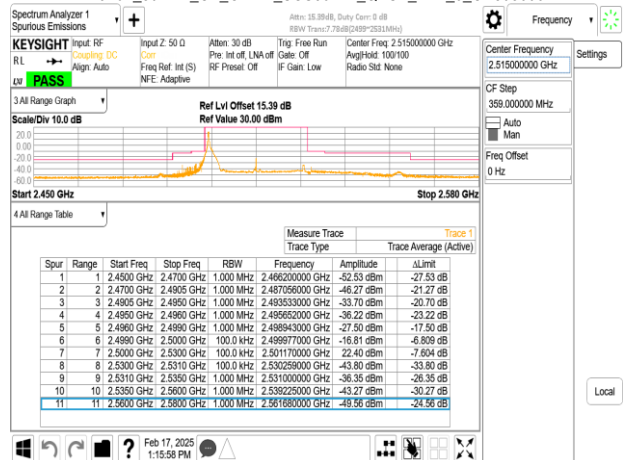 Spectrum Analyzer 1
Spurious Emissions
Attn: 15.39dB, Duty Corr: 0 dB
RBW Trans:7.78dB(2499~2531MHz)
Frequency
KEYSIGHT
Input: RF
Input Z: 50 Ω
Atten: 30 dB
Trig: Free Run
Center Freq: 2.515000000 GHz
RL
Coupling: DC
Corr
Pre: Int off, LNA off
Gate: Off
Avg|Hold: 100/100
Align: Auto
Freq Ref: Int (S)
RF Presel: Off
IF Gain: Low
Radio Std: None
LXI
PASS
NFE: Adaptive
Center Frequency
2.515000000 GHz
Settings
CF Step
359.000000 MHz
Auto
Man
Freq Offset
0 Hz
Local
3 All Range Graph
Scale/Div 10.0 dB
Ref Lvl Offset 15.39 dB
Ref Value 30.00 dBm
20.0
0.00
-20.0
-40.0
-60.0
Start 2.450 GHz
Stop 2.580 GHz
4 All Range Table
Measure Trace Trace 1
Trace Type Trace Average (Active)
Spur Range Start Freq Stop Freq RBW Frequency Amplitude ΔLimit
1 1 2.4500 GHz 2.4700 GHz 1.000 MHz 2.466200000 GHz -52.53 dBm -27.53 dB
2 2 2.4700 GHz 2.4905 GHz 1.000 MHz 2.487056000 GHz -46.27 dBm -21.27 dB
3 3 2.4905 GHz 2.4950 GHz 1.000 MHz 2.493533000 GHz -33.70 dBm -20.70 dB
4 4 2.4950 GHz 2.4960 GHz 1.000 MHz 2.495652000 GHz -36.22 dBm -23.22 dB
5 5 2.4960 GHz 2.4990 GHz 1.000 MHz 2.498943000 GHz -27.50 dBm -17.50 dB
6 6 2.4990 GHz 2.5000 GHz 100.0 kHz 2.499977000 GHz -16.81 dBm -6.809 dB
7 7 2.5000 GHz 2.5300 GHz 100.0 kHz 2.501170000 GHz 22.40 dBm -7.604 dB
8 8 2.5300 GHz 2.5310 GHz 100.0 kHz 2.530259000 GHz -43.80 dBm -33.80 dB
9 9 2.5310 GHz 2.5350 GHz 1.000 MHz 2.531000000 GHz -36.35 dBm -26.35 dB
10 10 2.5350 GHz 2.5600 GHz 1.000 MHz 2.539225000 GHz -43.27 dBm -30.27 dB
11 11 2.5600 GHz 2.5800 GHz 1.000 MHz 2.561680000 GHz -49.56 dBm -24.56 dB
?
Feb 17, 2025
1:15:58 PM